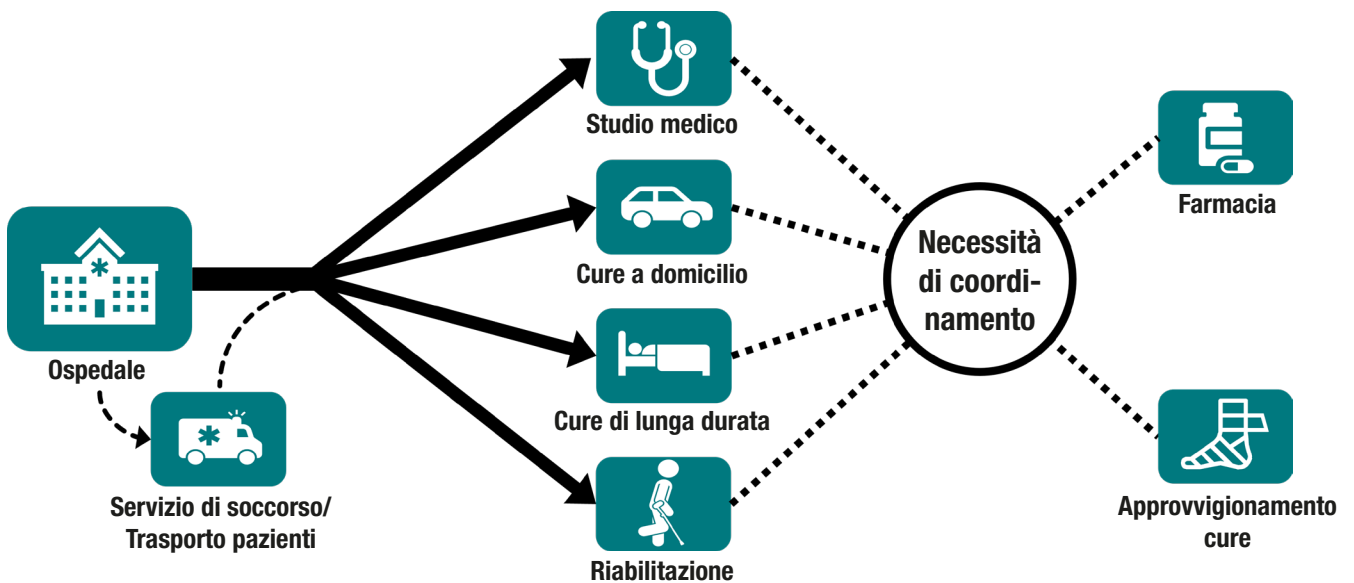 Studio medico
Farmacia
Cure a domicilio
Necessità
di coordi-
namento
Ospedale
Cure di lunga durata
Servizio di soccorso/
Trasporto pazienti
Approvvigionamento
cure
Riabilitazione